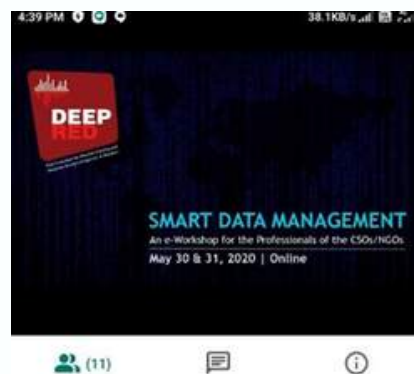 4:39 PM
38.1KB/s
DEEP
RED
SMART DATA MANAGEMENT
An e-Workshop for the Professionals of the CSOs/NGOs
May 30 & 31, 2020 | Online
(11)